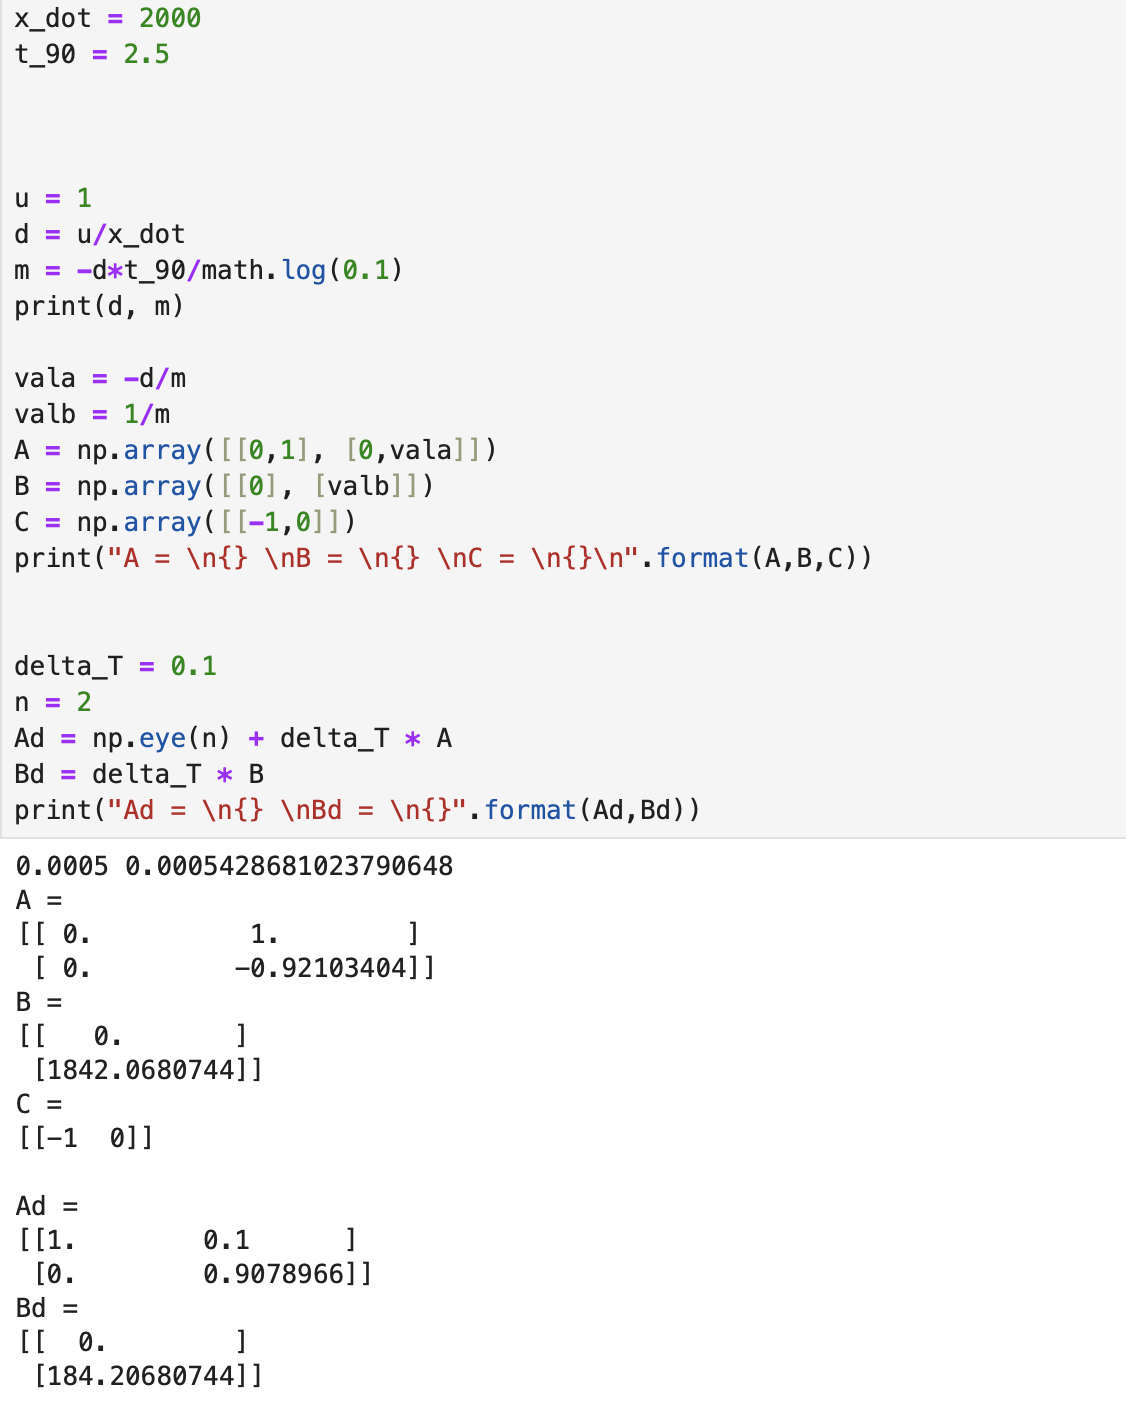 x_dot = 2000
t_90 = 2.5
u = 1
d = u/x_dot
m = -d*t_90/math.log(0.1)
print(d, m)
vala = -d/m
valb = 1/m
A = np.array([[0,1], [0,vala]])
B = np.array([[0], [valb]])
C = np.array([[-1,0]])
print("A = \n{} \nB = \n{} \nC = \n{}\n".format(A,B,C))
delta_T = 0.1
n = 2
Ad = np.eye(n) + delta_T * A
Bd = delta_T * B
print("Ad = \n{} \nBd = \n{}".format(Ad,Bd))
0.0005 0.0005428681023790648
A =
[[ 0.          1.        ]
 [ 0.         -0.92103404]]
B =
[[   0.       ]
 [1842.0680744]]
C =
[[-1  0]]
Ad =
[[1.        0.1      ]
 [0.        0.9078966]]
Bd =
[[  0.        ]
 [184.20680744]]